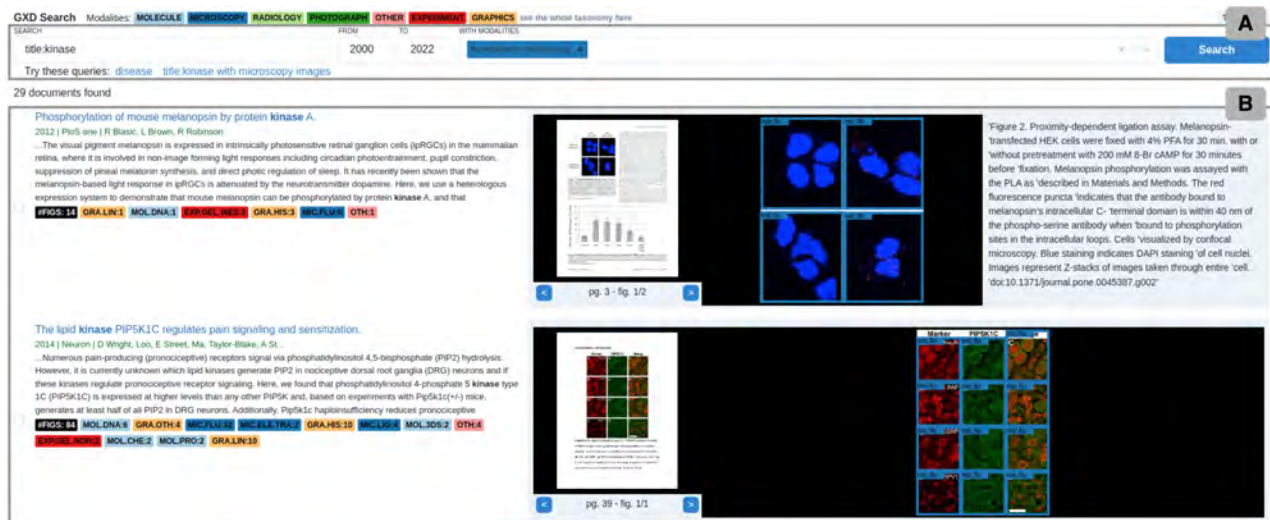 GXD Search Modalities: MOLECULE MICROSCOPY RADIOLOGY PHOTOGRAPH OTHER EXPERIMENT GRAPHICS see the whole taxonomy here
A
SEARCH FROM TO WITH MODALITIES
title:kinase 2000 2022 Search
Try these queries: disease title:kinase with microscopy images
29 documents found
B
Phosphorylation of mouse melanopsin by protein kinase A.
2012 | PloS one | R Blasic, L Brown, R Robinson
...The visual pigment melanopsin is expressed in intrinsically photosensitive retinal ganglion cells (ipRGCs) in the mammalian
retina, where it is involved in non-image forming light responses including circadian photoentrainment, pupil constriction,
suppression of pineal melatonin synthesis, and direct photic regulation of sleep. It has recently been shown that the
melanopsin-based light response in ipRGCs is attenuated by the neurotransmitter dopamine. Here, we use a heterologous
expression system to demonstrate that mouse melanopsin can be phosphorylated by protein kinase A, and that
#FIGS: 14 GRA.LIN:1 MOL.DNA:1 GRA.HIS:3 OTH:1
< pg. 3 - fig. 1/2 >
'Figure 2. Proximity-dependent ligation assay. Melanopsin-
'transfected HEK cells were fixed with 4% PFA for 30 min. with or
'without pretreatment with 200 mM 8-Br cAMP for 30 minutes
before 'fixation. Melanopsin phosphorylation was assayed with
the PLA as 'described in Materials and Methods. The red
fluorescence puncta 'indicates that the antibody bound to
melanopsin's intracellular C- 'terminal domain is within 40 nm of
the phospho-serine antibody when 'bound to phosphorylation
sites in the intracellular loops. Cells 'visualized by confocal
microscopy. Blue staining indicates DAPI staining 'of cell nuclei.
Images represent Z-stacks of images taken through entire 'cell.
'doi:10.1371/journal.pone.0045387.g002'
The lipid kinase PIP5K1C regulates pain signaling and sensitization.
2014 | Neuron | D Wright, Loo, E Street, Ma, Taylor-Blake, A St...
...Numerous pain-producing (pronociceptive) receptors signal via phosphatidylinositol 4,5-bisphosphate (PIP2) hydrolysis.
However, it is currently unknown which lipid kinases generate PIP2 in nociceptive dorsal root ganglia (DRG) neurons and if
these kinases regulate pronociceptive receptor signaling. Here, we found that phosphatidylinositol 4-phosphate 5 kinase type
1C (PIP5K1C) is expressed at higher levels than any other PIP5K and, based on experiments with Pip5k1c(+/-) mice,
generates at least half of all PIP2 in DRG neurons. Additionally, Pip5k1c haploinsufficiency reduces pronociceptive
#FIGS: 84 MOL.DNA:6 GRA.OTH:4 MIC.FLU:32 MIC.ELE.TRA:2 GRA.HIS:10 MIC.LIG:4 MOL.3DS:2 OTH:4
MOL.CHE:2 MOL.PRO:2 GRA.LIN:10
Marker PIP5K1C
< pg. 39 - fig. 1/1 >